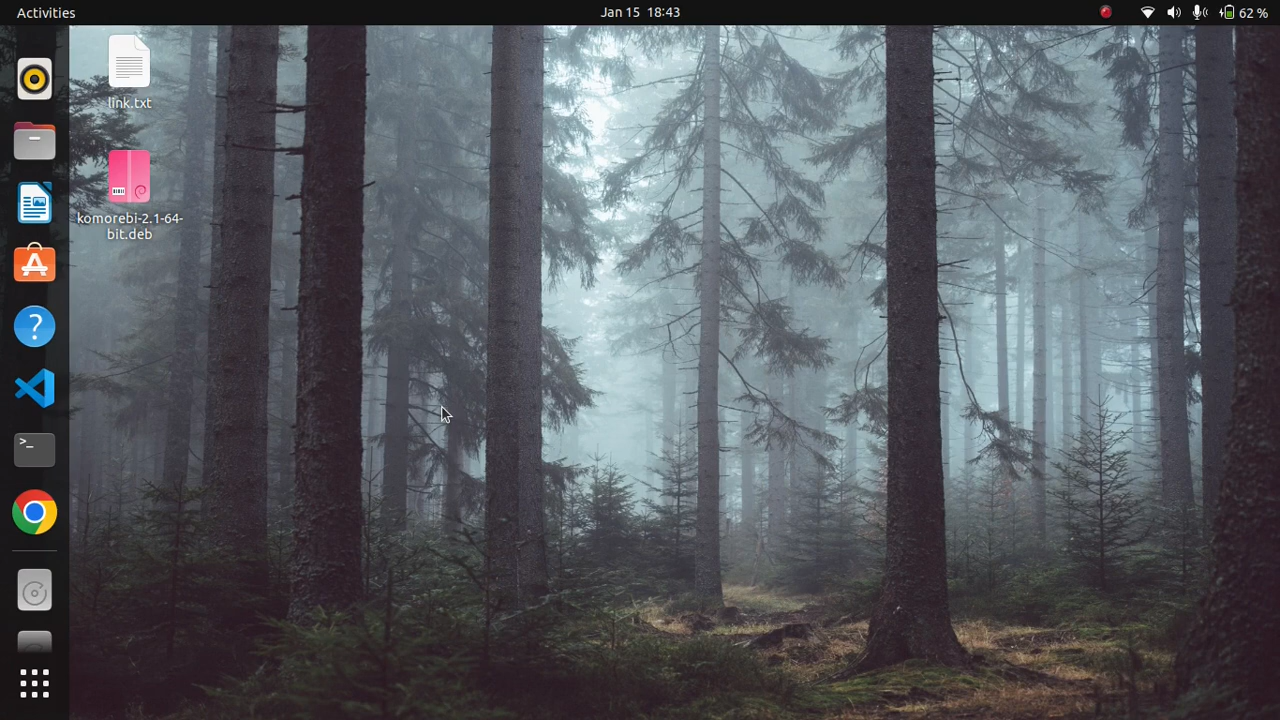 Activities
Jan 15 18:43
62 %
link.txt
komorebi-2.1-64-
bit.deb
?
>_